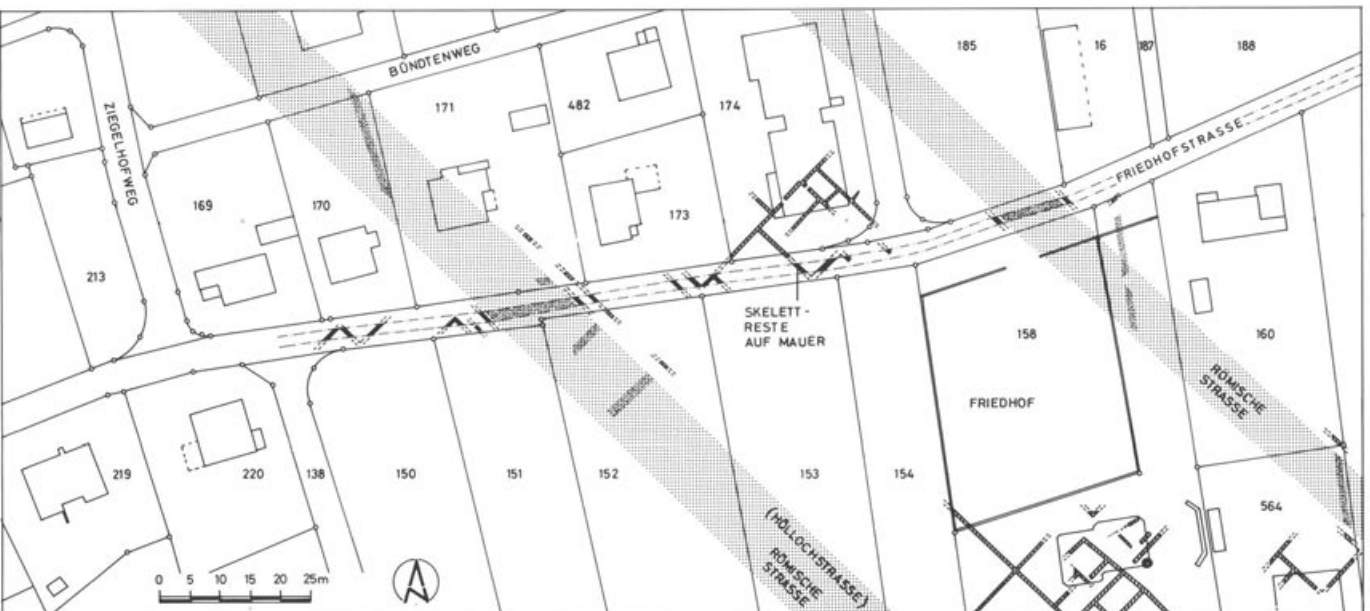 BÜNDTENWEG
ZIEGELHOFWEG
185
16
187
188
171
482
174
FRIEDHOFSTRASSE
169
170
173
213
SKELETT-
RESTE
AUF MAUER
158
160
FRIEDHOF
RÖMISCHE
STRASSE
219
220
138
150
151
152
153
154
564
(HÖLLOCHSTRASSE)
RÖMISCHE
STRASSE
0 5 10 15 20 25m